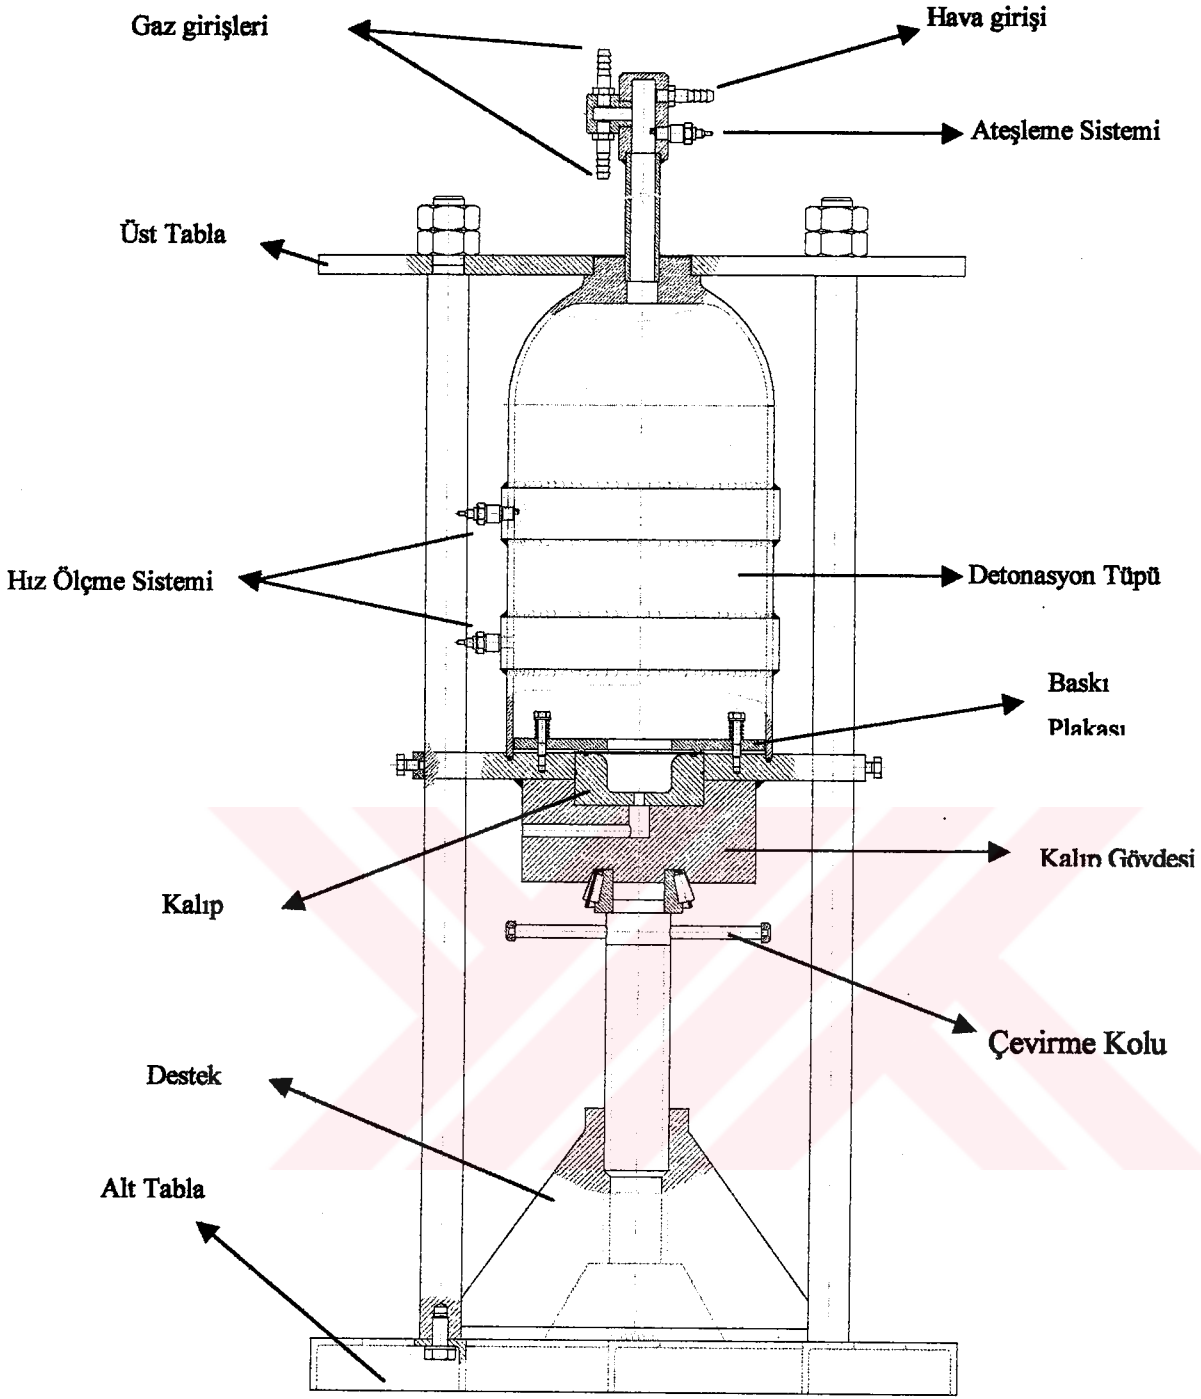 Gaz girişleri
Hava girişi
Ateşleme Sistemi
Üst Tabla
Hız Ölçme Sistemi
Detonasyon Tüpü
Baskı
Plakası
Kalıp Gövdesi
Kalıp
Çevirme Kolu
Destek
Alt Tabla